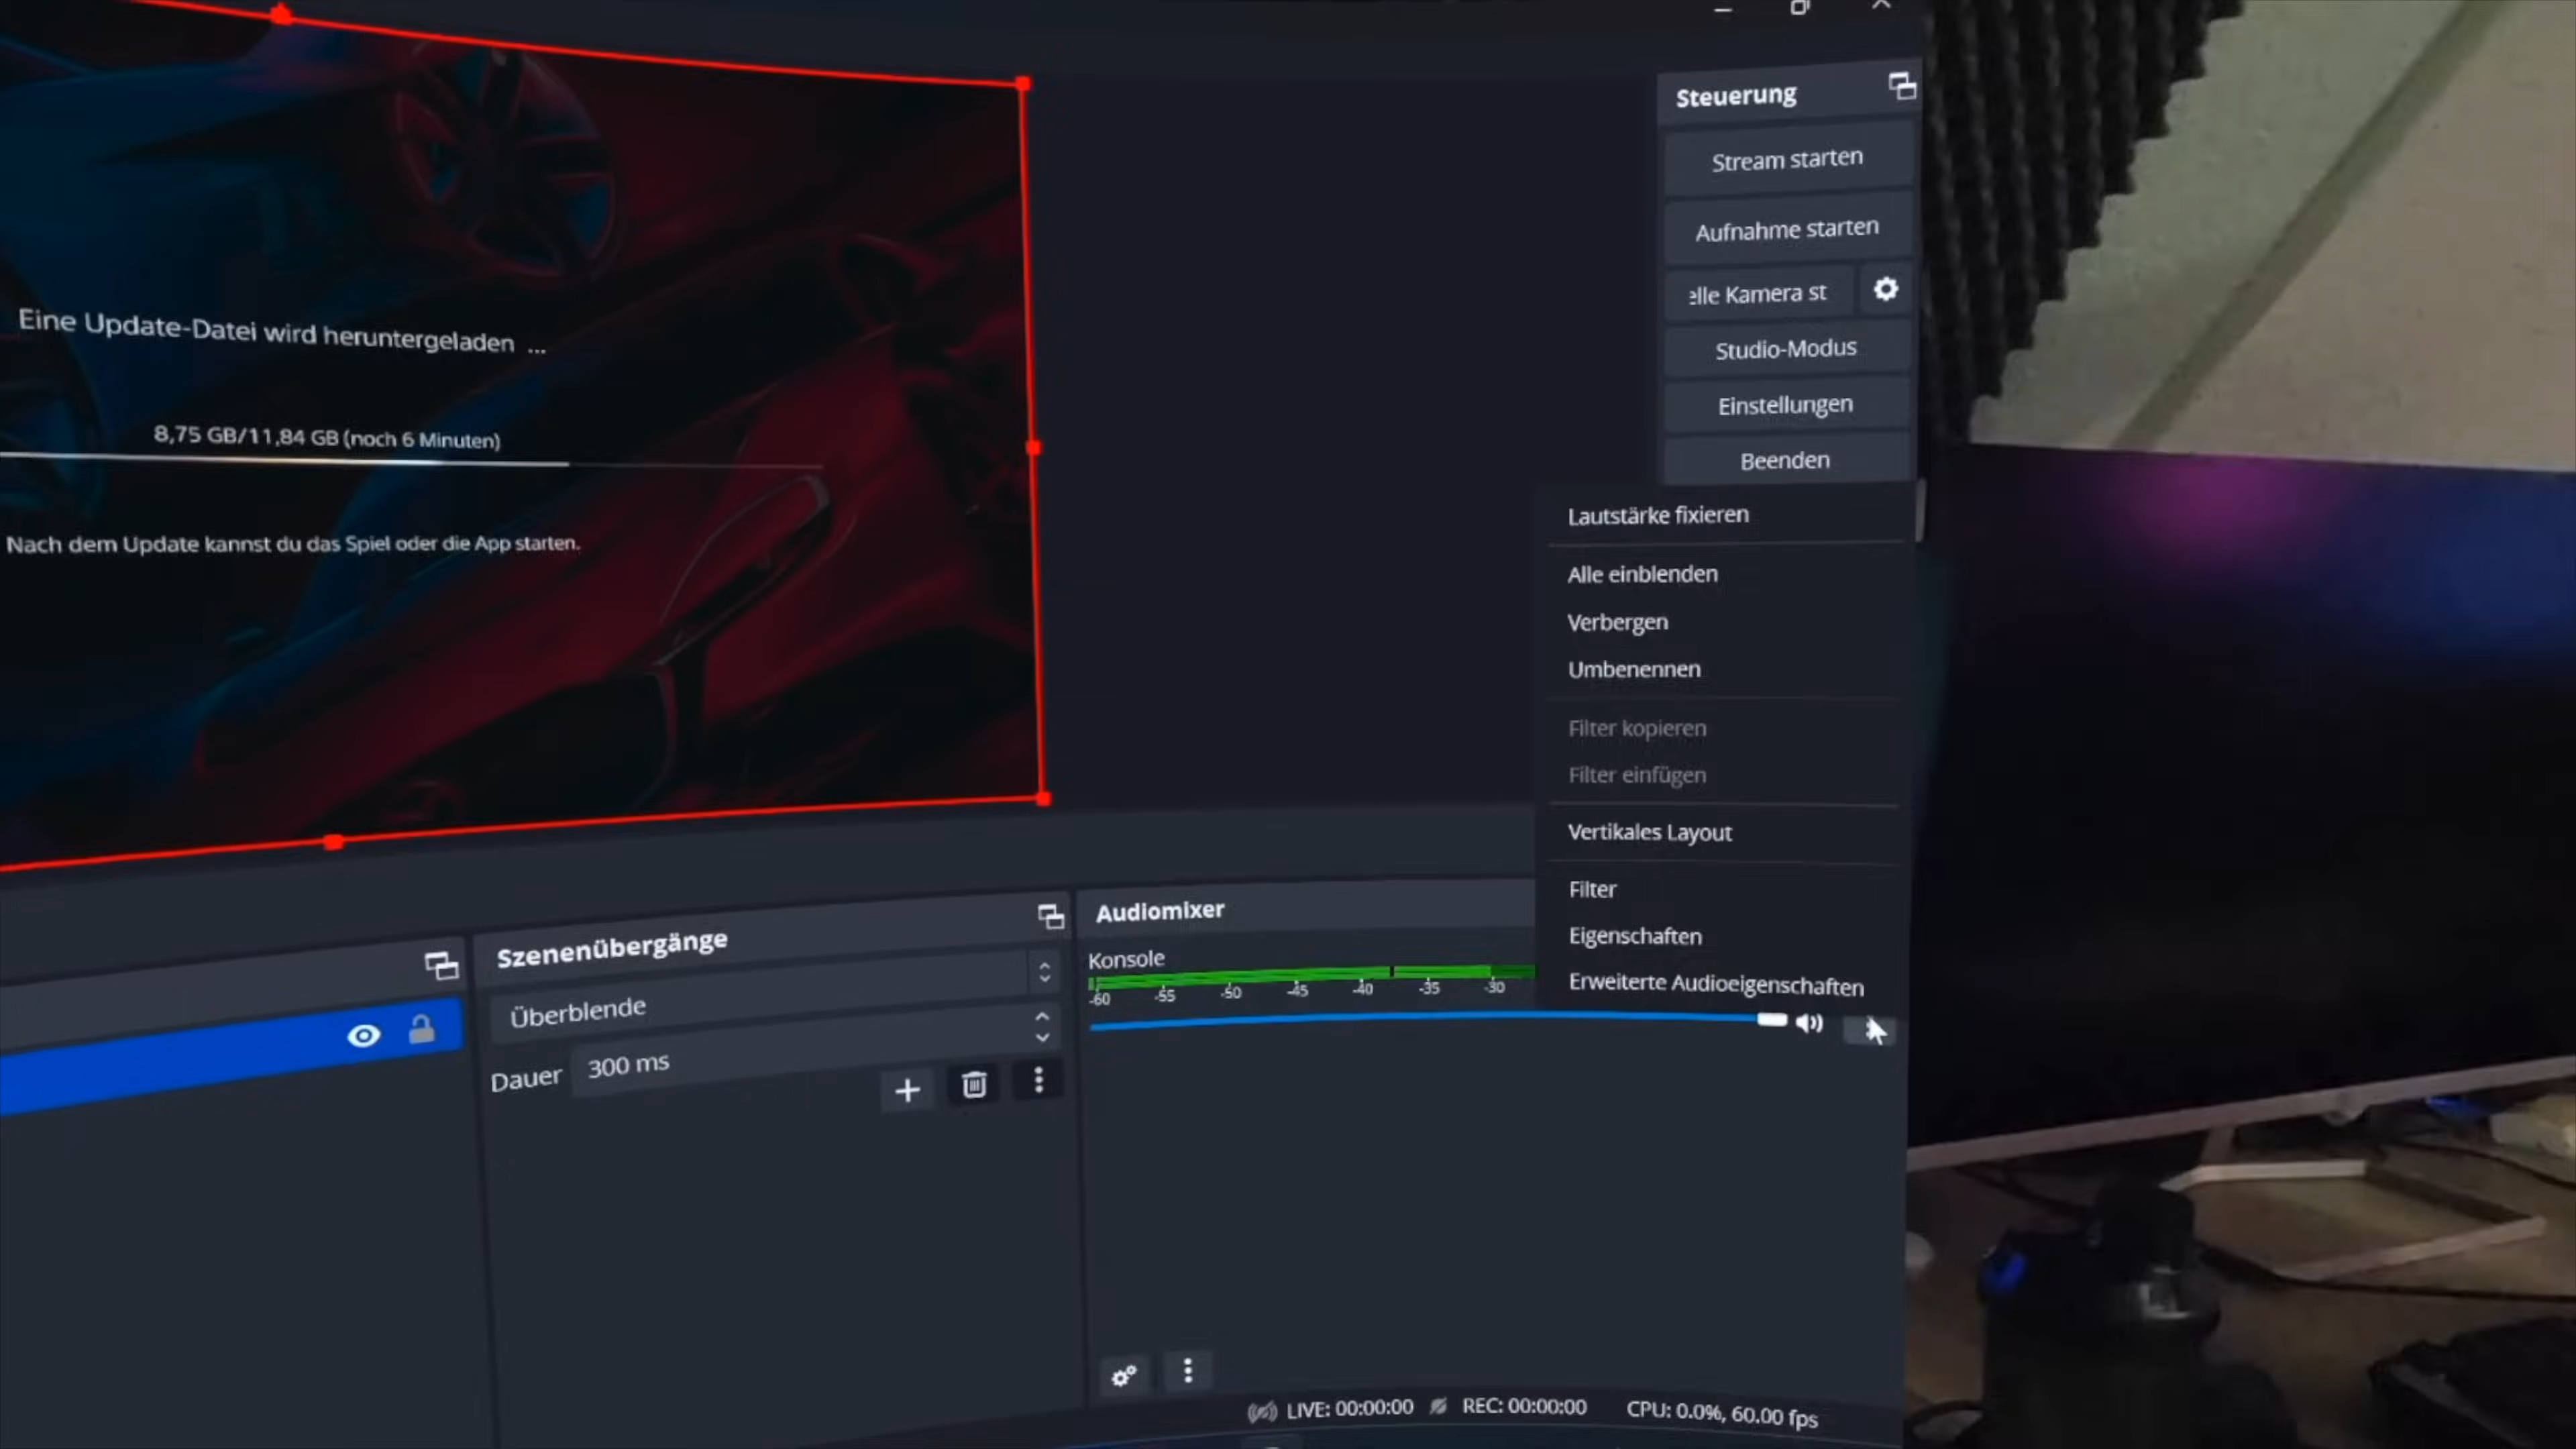 Steuerung
Stream starten
Aufnahme starten
elle Kamera st
Studio-Modus
Einstellungen
Beenden
Eine Update-Datei wird heruntergeladen ...
8,75 GB/11,84 GB (noch 6 Minuten)
Nach dem Update kannst du das Spiel oder die App starten.
Lautstärke fixieren
Alle einblenden
Verbergen
Umbenennen
Filter kopieren
Filter einfügen
Vertikales Layout
Filter
Eigenschaften
Erweiterte Audioeigenschaften
Szenenübergänge
Überblende
Dauer 300 ms
Audiomixer
Konsole
-60 -55 -50 -45 -40 -35 -30
LIVE: 00:00:00 REC: 00:00:00 CPU: 0.0%, 60.00 fps